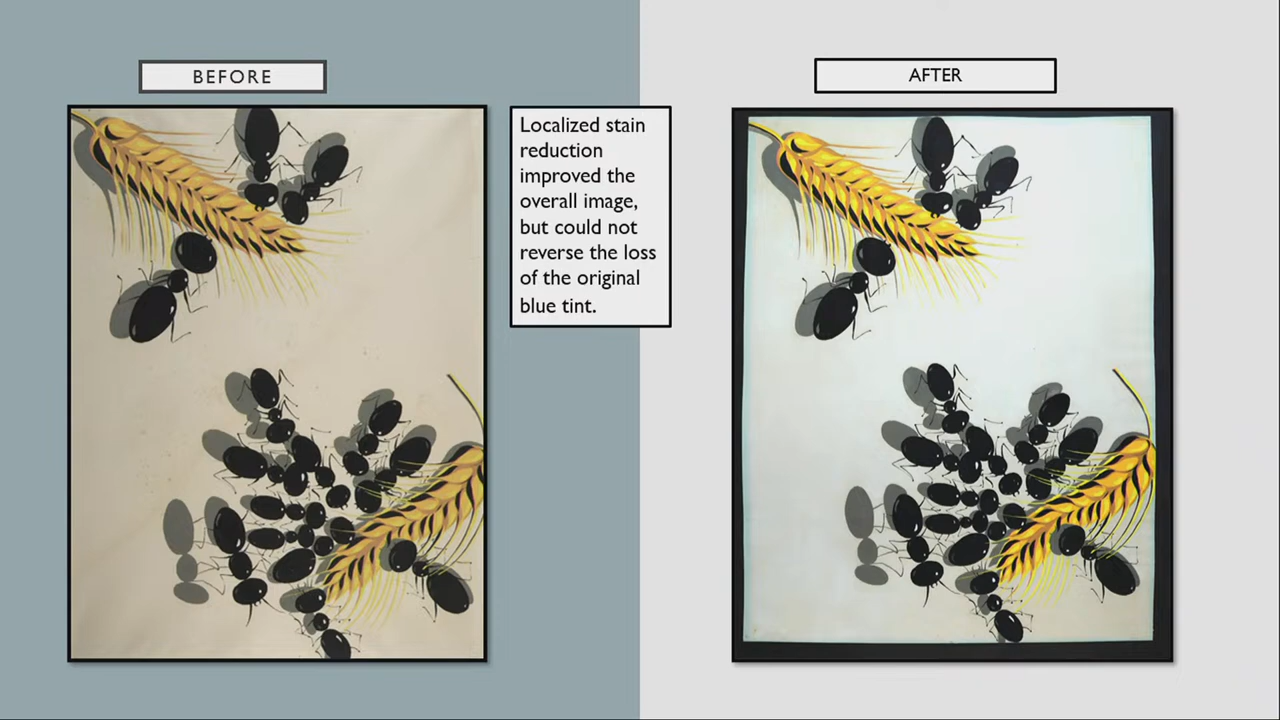 BEFORE
Localized stain
reduction
improved the
overall image,
but could not
reverse the loss
of the original
blue tint.
AFTER